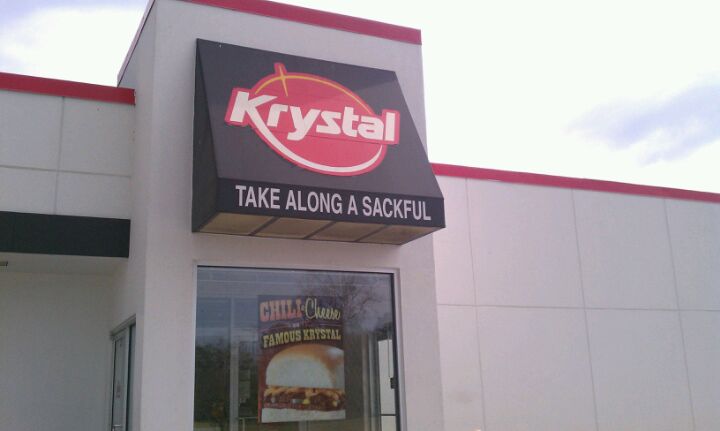 Krystal
TAKE ALONG A SACKFUL
CHILI & Cheese
FAMOUS KRYSTAL